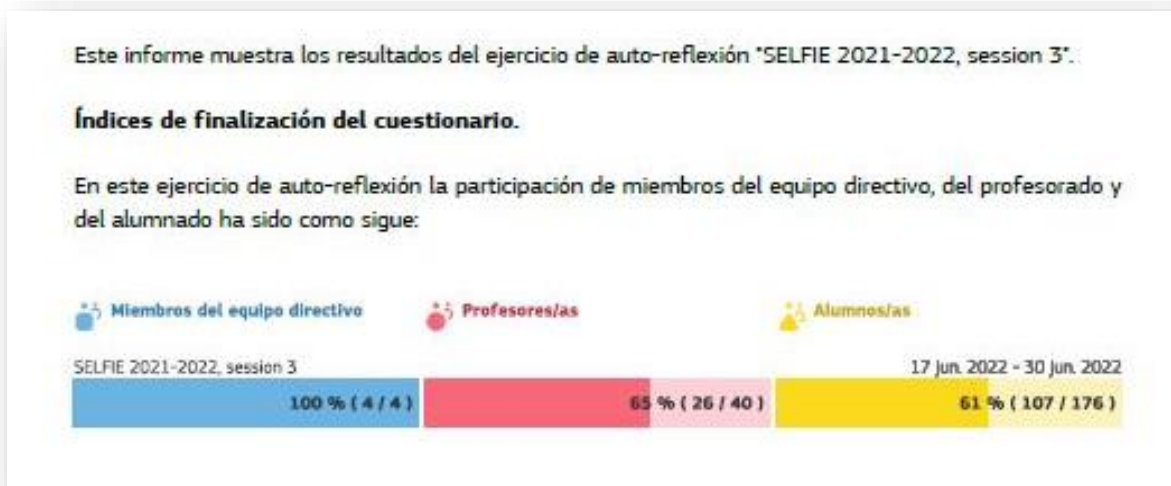 Este informe muestra los resultados del ejercicio de auto-reflexión "SELFIE 2021-2022, session 3".
Índices de finalización del cuestionario.
En este ejercicio de auto-reflexión la participación de miembros del equipo directivo, del profesorado y
del alumnado ha sido como sigue:
Miembros del equipo directivo Profesores/as Alumnos/as
SELFIE 2021-2022, session 3 17 jun. 2022 - 30 jun. 2022
100 % ( 4 / 4 ) 65 % ( 26 / 40 ) 61 % ( 107 / 176 )